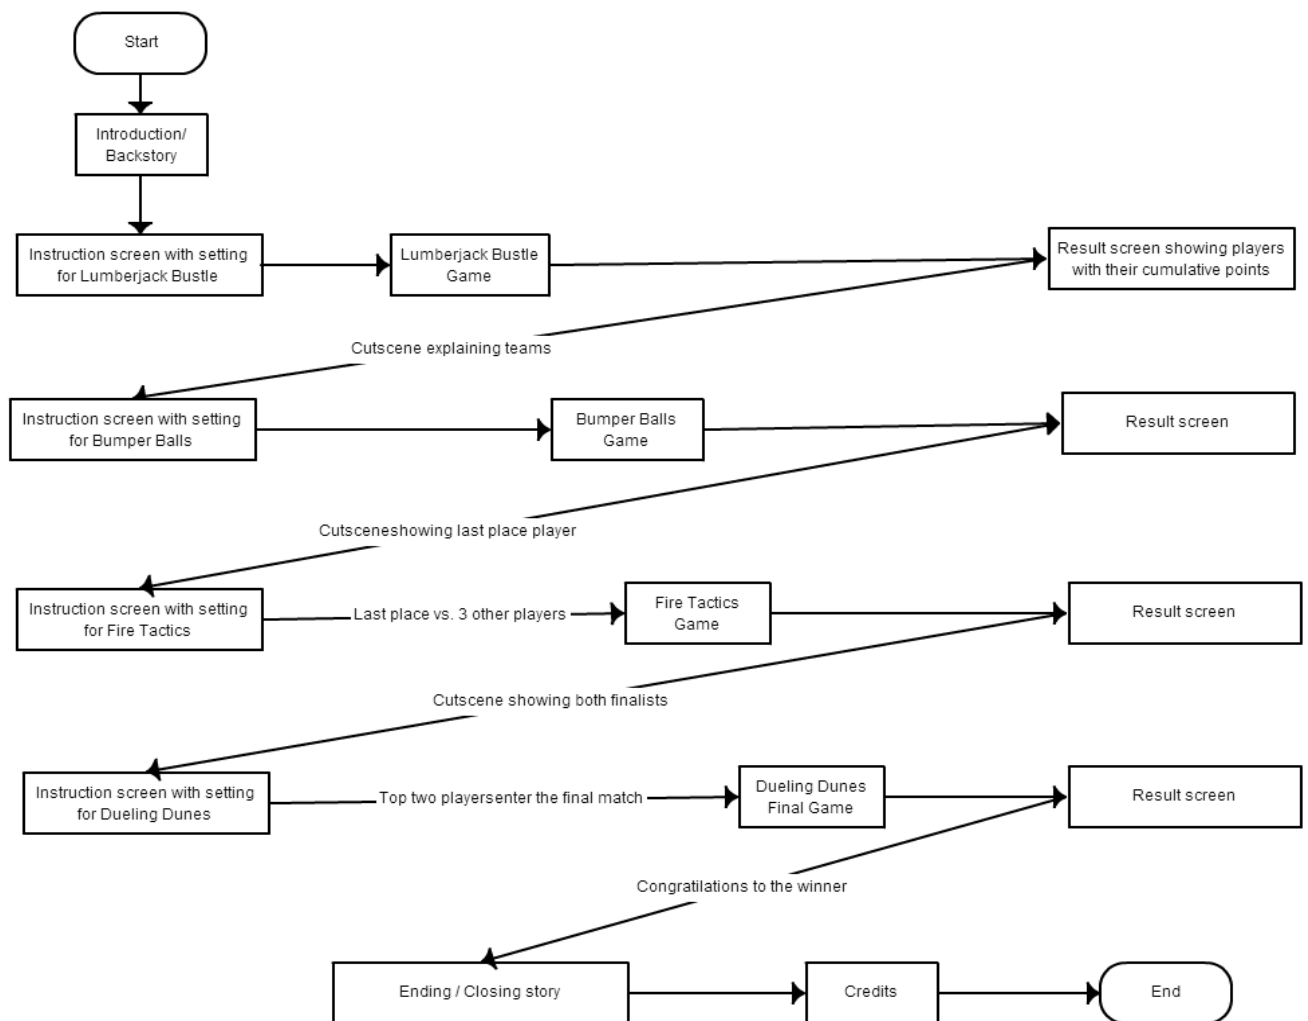 Start
Introduction/
Backstory
Instruction screen with setting
for Lumberjack Bustle
Lumberjack Bustle
Game
Result screen showing players
with their cumulative points
Cutscene explaining teams
Instruction screen with setting
for Bumper Balls
Bumper Balls
Game
Result screen
Cutsceneshowing last place player
Instruction screen with setting
for Fire Tactics
Last place vs. 3 other players
Fire Tactics
Game
Result screen
Cutscene showing both finalists
Instruction screen with setting
for Dueling Dunes
Top two playersenter the final match
Dueling Dunes
Final Game
Result screen
Congratilations to the winner
Ending / Closing story
Credits
End